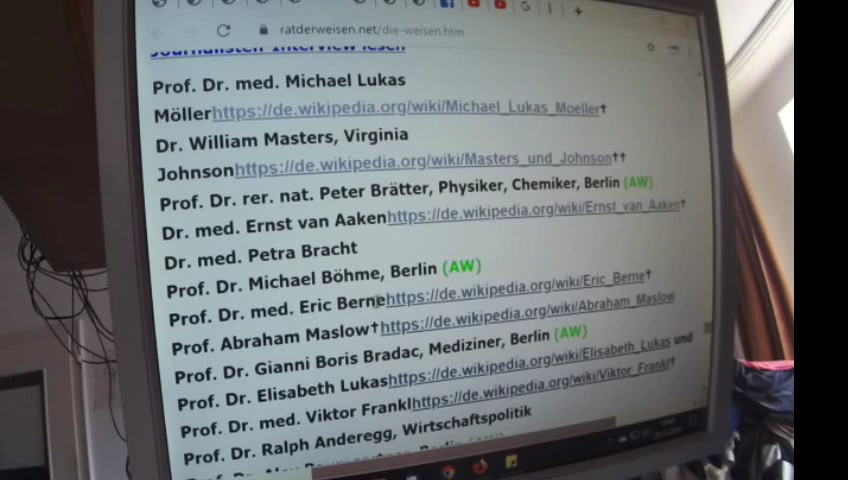 ratderweisen.net/die-weisen.htm
Journalisten-Interview lesen
Prof. Dr. med. Michael Lukas
Möllerhttps://de.wikipedia.org/wiki/Michael_Lukas_Moeller†
Dr. William Masters, Virginia
Johnsonhttps://de.wikipedia.org/wiki/Masters_und_Johnson††
Prof. Dr. rer. nat. Peter Brätter, Physiker, Chemiker, Berlin (AW)
Dr. med. Ernst van Aakenhttps://de.wikipedia.org/wiki/Ernst_van_Aaken†
Dr. med. Petra Bracht
Prof. Dr. Michael Böhme, Berlin (AW)
Prof. Dr. med. Eric Bernehttps://de.wikipedia.org/wiki/Eric_Berne†
Prof. Abraham Maslow†https://de.wikipedia.org/wiki/Abraham_Maslow
Prof. Dr. Gianni Boris Bradac, Mediziner, Berlin (AW)
Prof. Dr. Elisabeth Lukashttps://de.wikipedia.org/wiki/Elisabeth_Lukas und
Prof. Dr. med. Viktor Franklhttps://de.wikipedia.org/wiki/Viktor_Frankl†
Prof. Dr. Ralph Anderegg, Wirtschaftspolitik